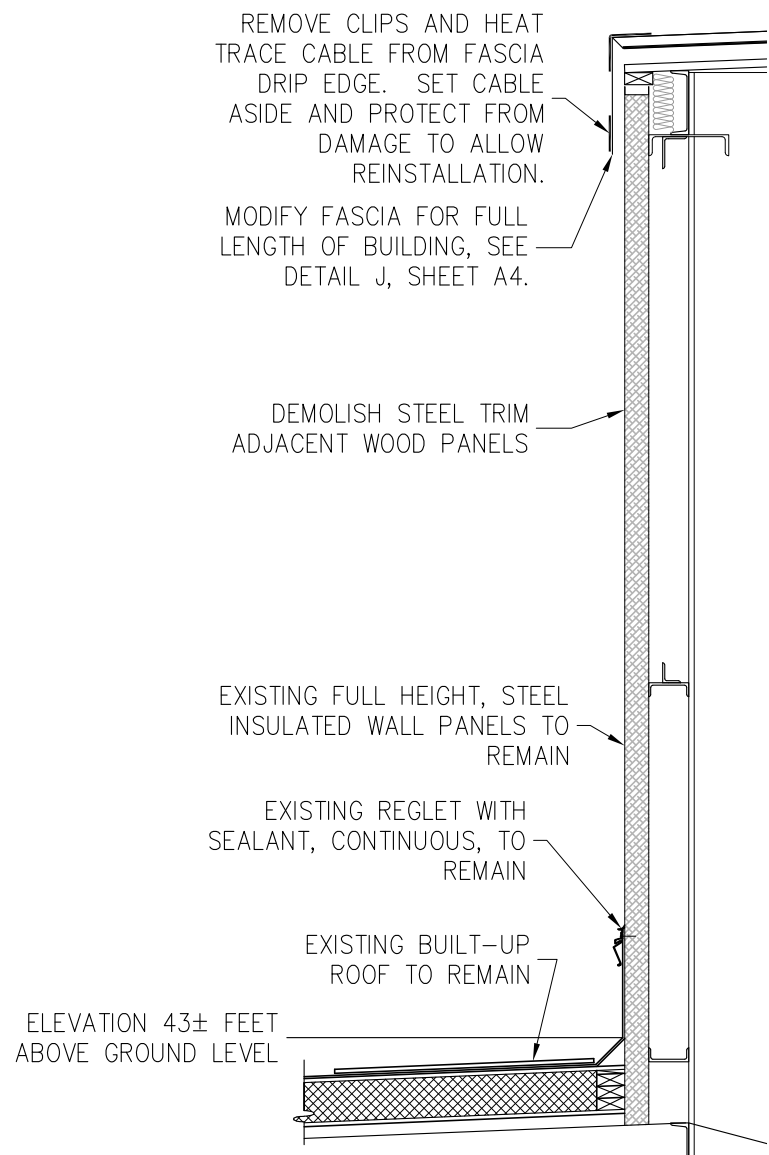 REMOVE CLIPS AND HEAT
TRACE CABLE FROM FASCIA
DRIP EDGE. SET CABLE
ASIDE AND PROTECT FROM
DAMAGE TO ALLOW
REINSTALLATION.
MODIFY FASCIA FOR FULL
LENGTH OF BUILDING, SEE
DETAIL J, SHEET A4.
DEMOLISH STEEL TRIM
ADJACENT WOOD PANELS
EXISTING FULL HEIGHT, STEEL
INSULATED WALL PANELS TO
REMAIN
EXISTING REGLET WITH
SEALANT, CONTINUOUS, TO
REMAIN
EXISTING BUILT-UP
ROOF TO REMAIN
ELEVATION 43± FEET
ABOVE GROUND LEVEL